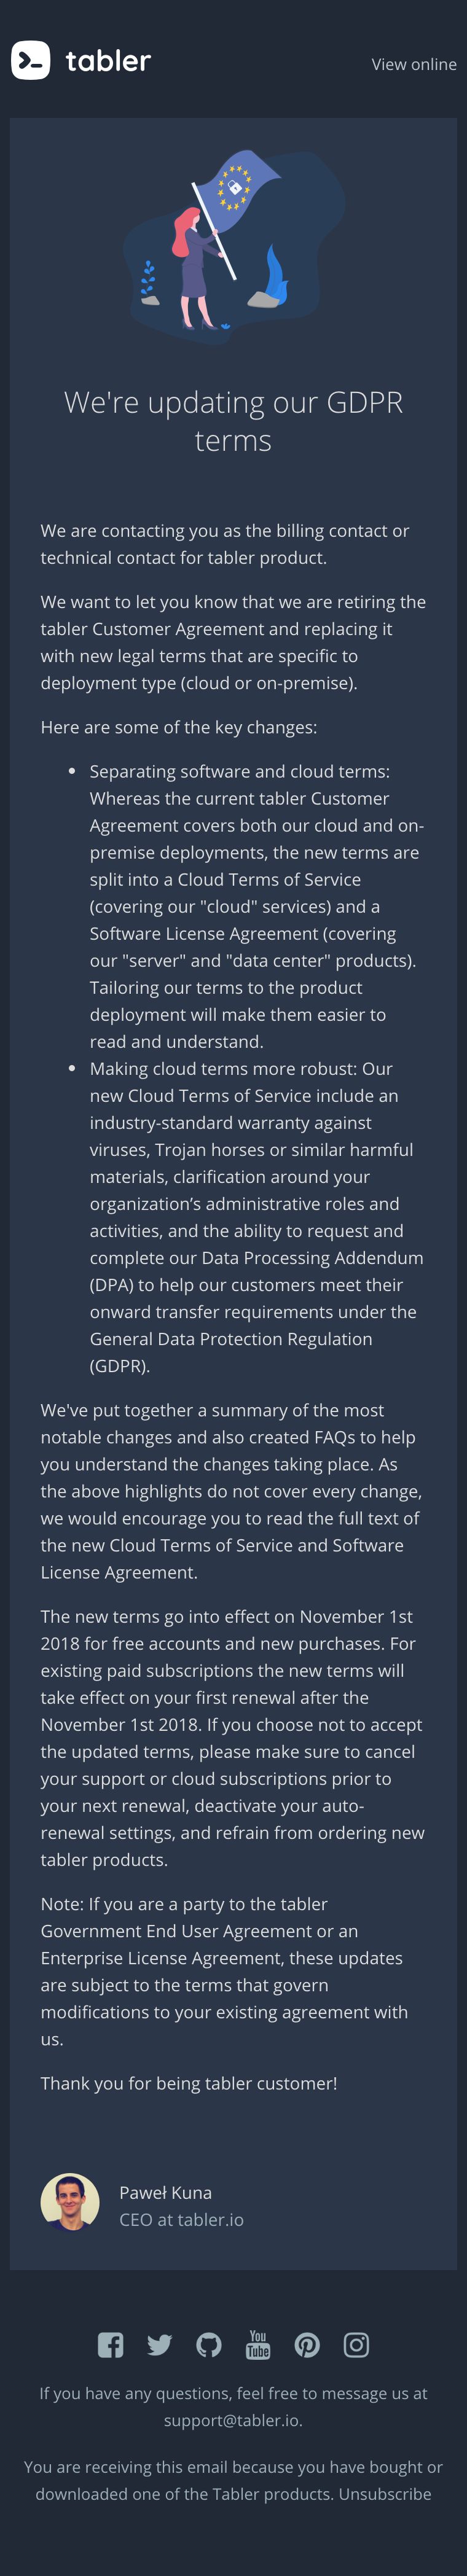 tabler
View online
We're updating our GDPR
terms
We are contacting you as the billing contact or
technical contact for tabler product.
We want to let you know that we are retiring the
tabler Customer Agreement and replacing it
with new legal terms that are specific to
deployment type (cloud or on-premise).
Here are some of the key changes:
• Separating software and cloud terms:
Whereas the current tabler Customer
Agreement covers both our cloud and on-
premise deployments, the new terms are
split into a Cloud Terms of Service
(covering our "cloud" services) and a
Software License Agreement (covering
our "server" and "data center" products).
Tailoring our terms to the product
deployment will make them easier to
read and understand.
• Making cloud terms more robust: Our
new Cloud Terms of Service include an
industry-standard warranty against
viruses, Trojan horses or similar harmful
materials, clarification around your
organization’s administrative roles and
activities, and the ability to request and
complete our Data Processing Addendum
(DPA) to help our customers meet their
onward transfer requirements under the
General Data Protection Regulation
(GDPR).
We've put together a summary of the most
notable changes and also created FAQs to help
you understand the changes taking place. As
the above highlights do not cover every change,
we would encourage you to read the full text of
the new Cloud Terms of Service and Software
License Agreement.
The new terms go into effect on November 1st
2018 for free accounts and new purchases. For
existing paid subscriptions the new terms will
take effect on your first renewal after the
November 1st 2018. If you choose not to accept
the updated terms, please make sure to cancel
your support or cloud subscriptions prior to
your next renewal, deactivate your auto-
renewal settings, and refrain from ordering new
tabler products.
Note: If you are a party to the tabler
Government End User Agreement or an
Enterprise License Agreement, these updates
are subject to the terms that govern
modifications to your existing agreement with
us.
Thank you for being tabler customer!
Paweł Kuna
CEO at tabler.io
You
Tube
If you have any questions, feel free to message us at
support@tabler.io.
You are receiving this email because you have bought or
downloaded one of the Tabler products. Unsubscribe